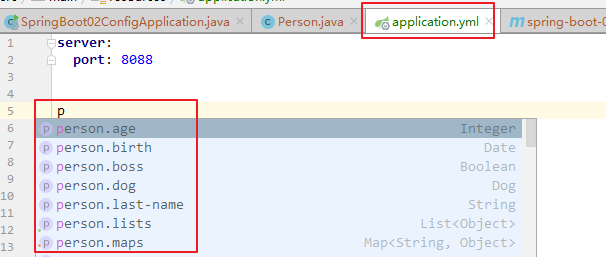 SpringBoot02ConfigApplication.java × Person.java × application.yml × spring-boot-0
1 server:
2 port: 8088
3
4
5 p
6 p person.age Integer
7 p person.birth Date
8 p person.boss Boolean
9 p person.dog Dog
10 p person.last-name String
11 p person.lists List<Object>
12 p person.maps Map<String, Object>
13